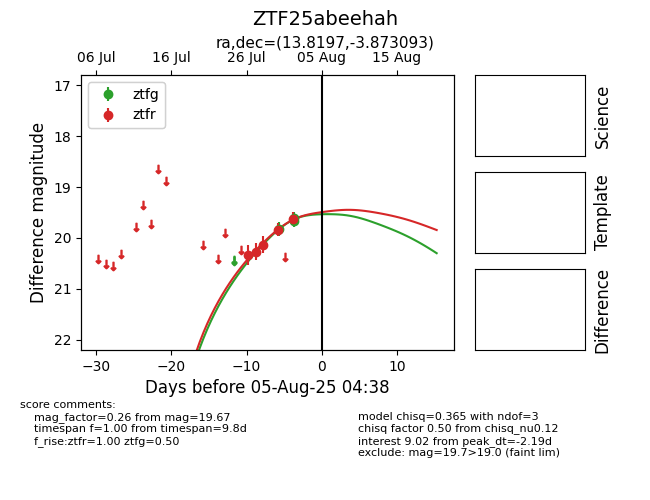 ZTF25abeehah
ra,dec=(13.8197,-3.873093)
06 Jul 16 Jul 26 Jul 05 Aug 15 Aug
ztfg
ztfr
17
18
19
20
21
22
Difference magnitude
−30 −20 −10 0 10
Days before 05-Aug-25 04:38
Science
Template
Difference
score comments:
mag_factor=0.26 from mag=19.67
timespan f=1.00 from timespan=9.8d
f_rise:ztfr=1.00 ztfg=0.50
model chisq=0.365 with ndof=3
chisq factor 0.50 from chisq_nu0.12
interest 9.02 from peak_dt=-2.19d
exclude: mag=19.7>19.0 (faint lim)